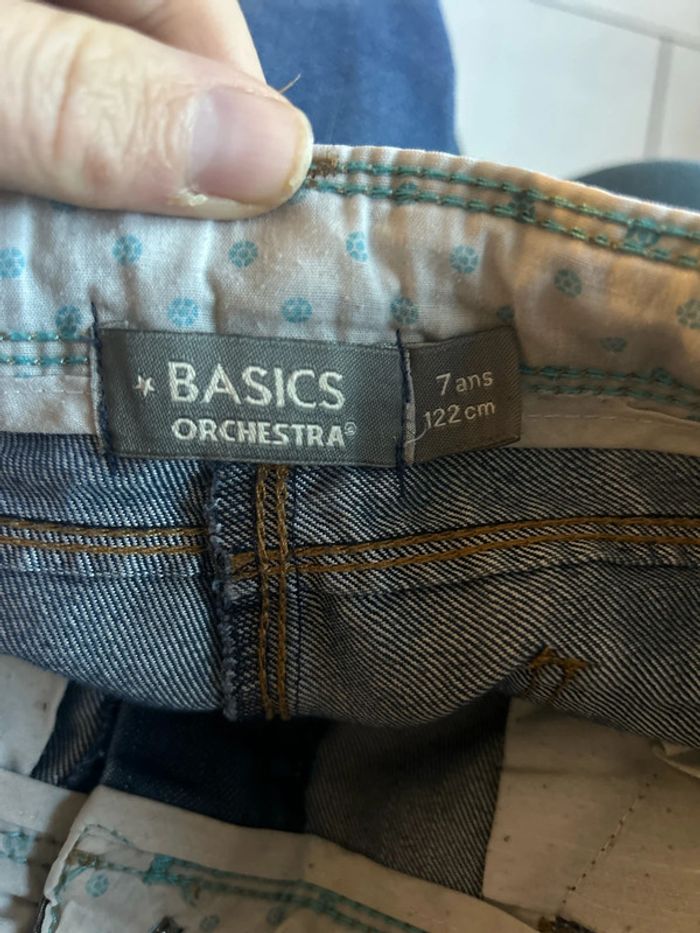 BASICS
ORCHESTRA®
7 ans
122 cm